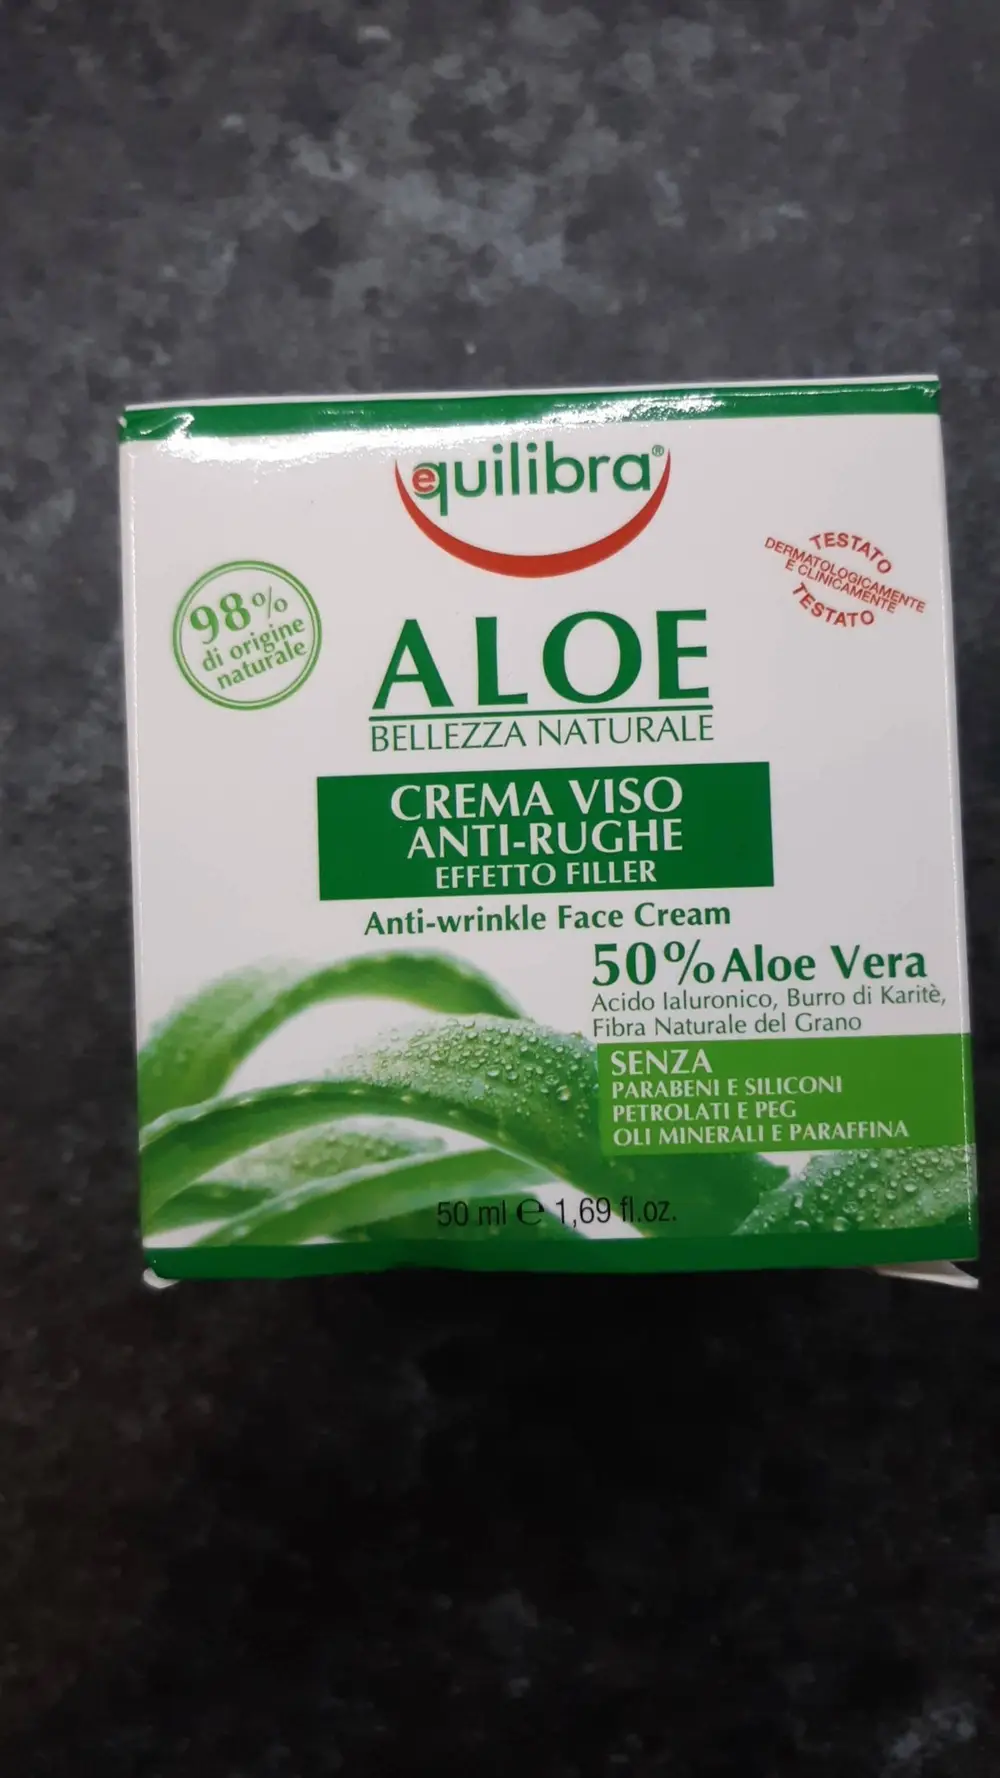 equilibra®
98%
di origine
naturale
TESTATO
DERMATOLOGICAMENTE
E CLINICAMENTE
TESTATO
ALOE
BELLEZZA NATURALE
CREMA VISO
ANTI-RUGHE
EFFETTO FILLER
Anti-wrinkle Face Cream
50% Aloe Vera
Acido Ialuronico, Burro di Karitè,
Fibra Naturale del Grano
SENZA
PARABENI E SILICONI
PETROLATI E PEG
OLI MINERALI E PARAFFINA
50 ml ℮ 1,69 fl.oz.